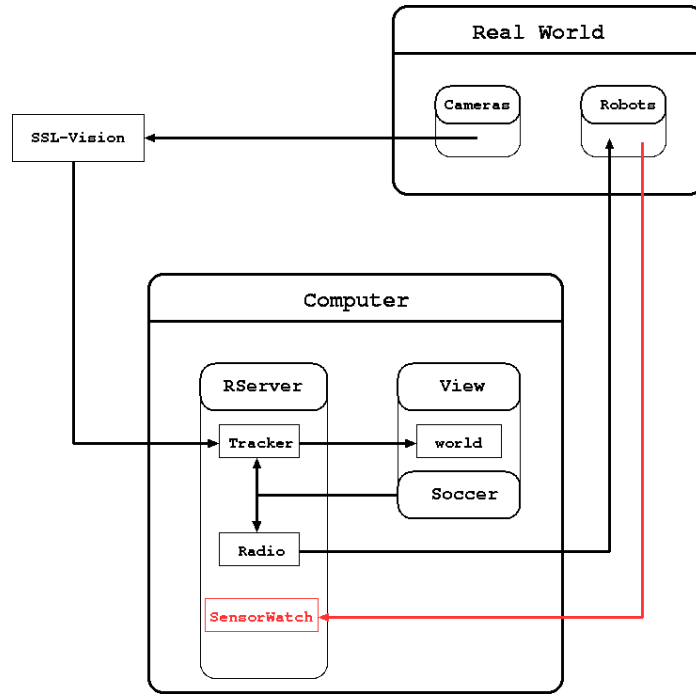 Real World
Cameras
Robots
SSL-Vision
Computer
RServer
View
Tracker
world
Soccer
Radio
SensorWatch